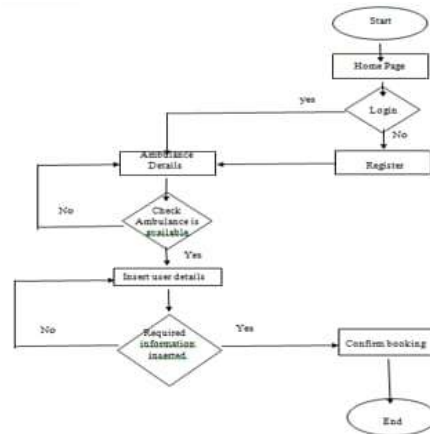 Start
Home Page
yes
Login
No
Ambulance
Details
Register
No
Check
Ambulance is
available
Yes
Insert user details
No
Required
information
inserted
Yes
Confirm booking
End